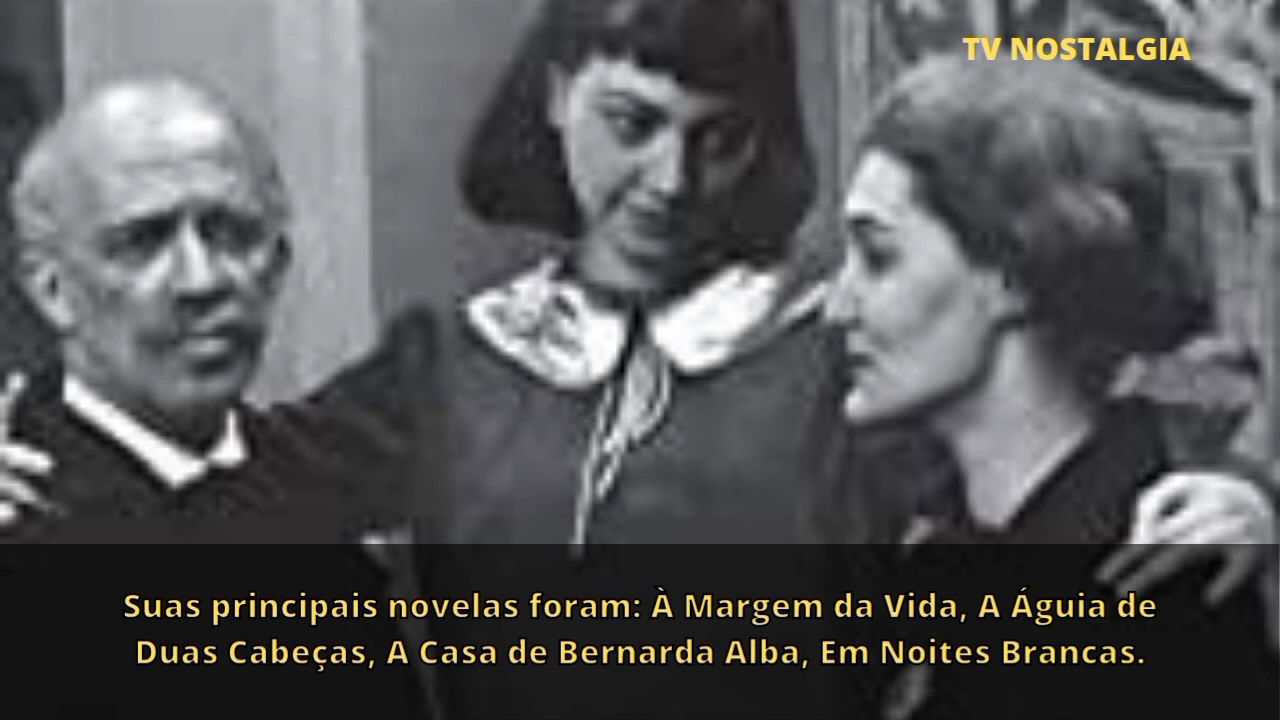 TV NOSTALGIA
Suas principais novelas foram: À Margem da Vida, A Águia de
Duas Cabeças, A Casa de Bernarda Alba, Em Noites Brancas.